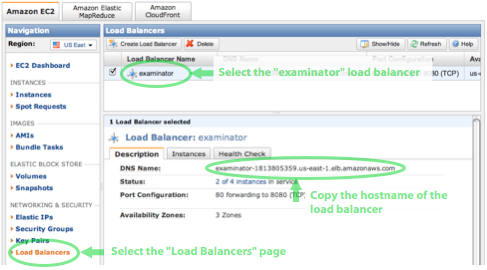 Amazon EC2
Amazon Elastic
MapReduce
Amazon
CloudFront
Navigation
Region:
US East
EC2 Dashboard
INSTANCES
Instances
Spot Requests
IMAGES
AMIs
Bundle Tasks
ELASTIC BLOCK STORE
Volumes
Snapshots
NETWORKING & SECURITY
Elastic IPs
Security Groups
Key Pairs
Load Balancers
Load Balancers
Create Load Balancer
Delete
Show/Hide
Refresh
Help
Load Balancer Name
DNS Name
Port Configuration
Ava
examinator
Select the "examinator" load balancer
80 (TCP)
us-e
1 Load Balancer selected
Load Balancer: examinator
Description
Instances
Health Check
DNS Name:
examinator-1813805359.us-east-1.elb.amazonaws.com
Status:
2 of 4 instances in service
Port Configuration:
80 forwarding to 8080 (TCP)
Availability Zones:
3 Zones
Copy the hostname of the
load balancer
Select the "Load Balancers" page